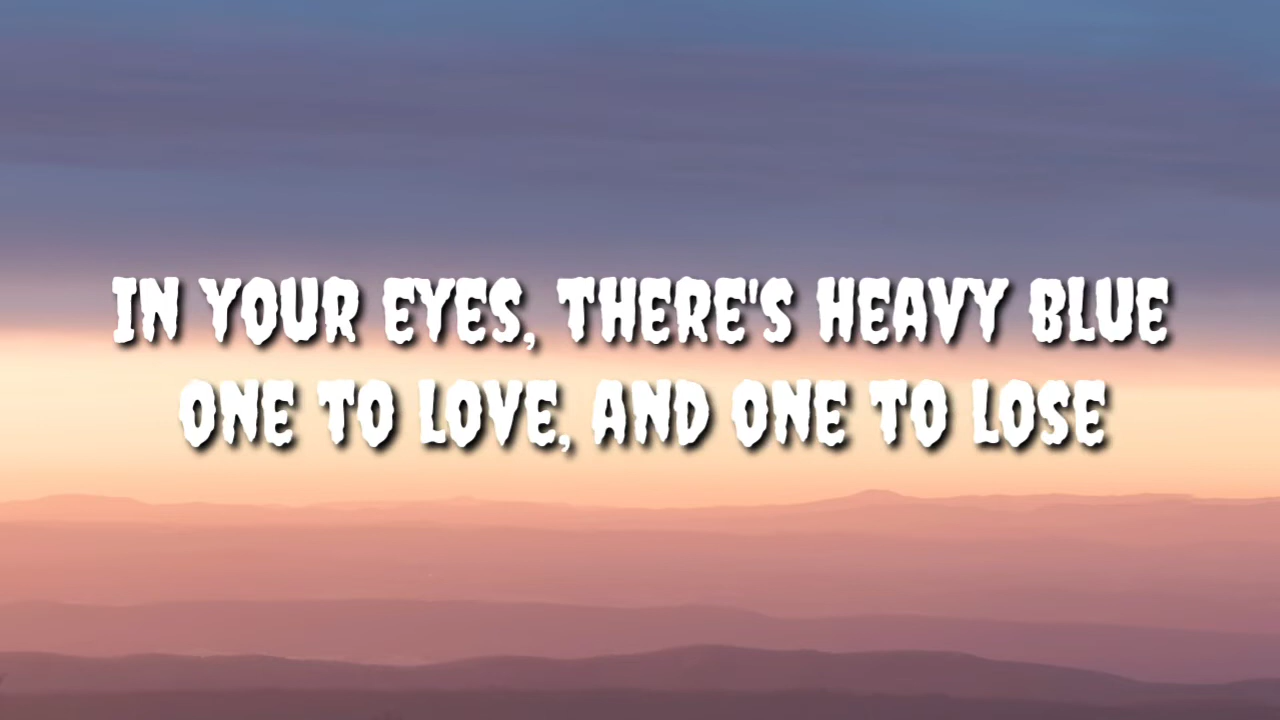 IN YOUR EYES, THERE'S HEAVY BLUE
ONE TO LOVE, AND ONE TO LOSE